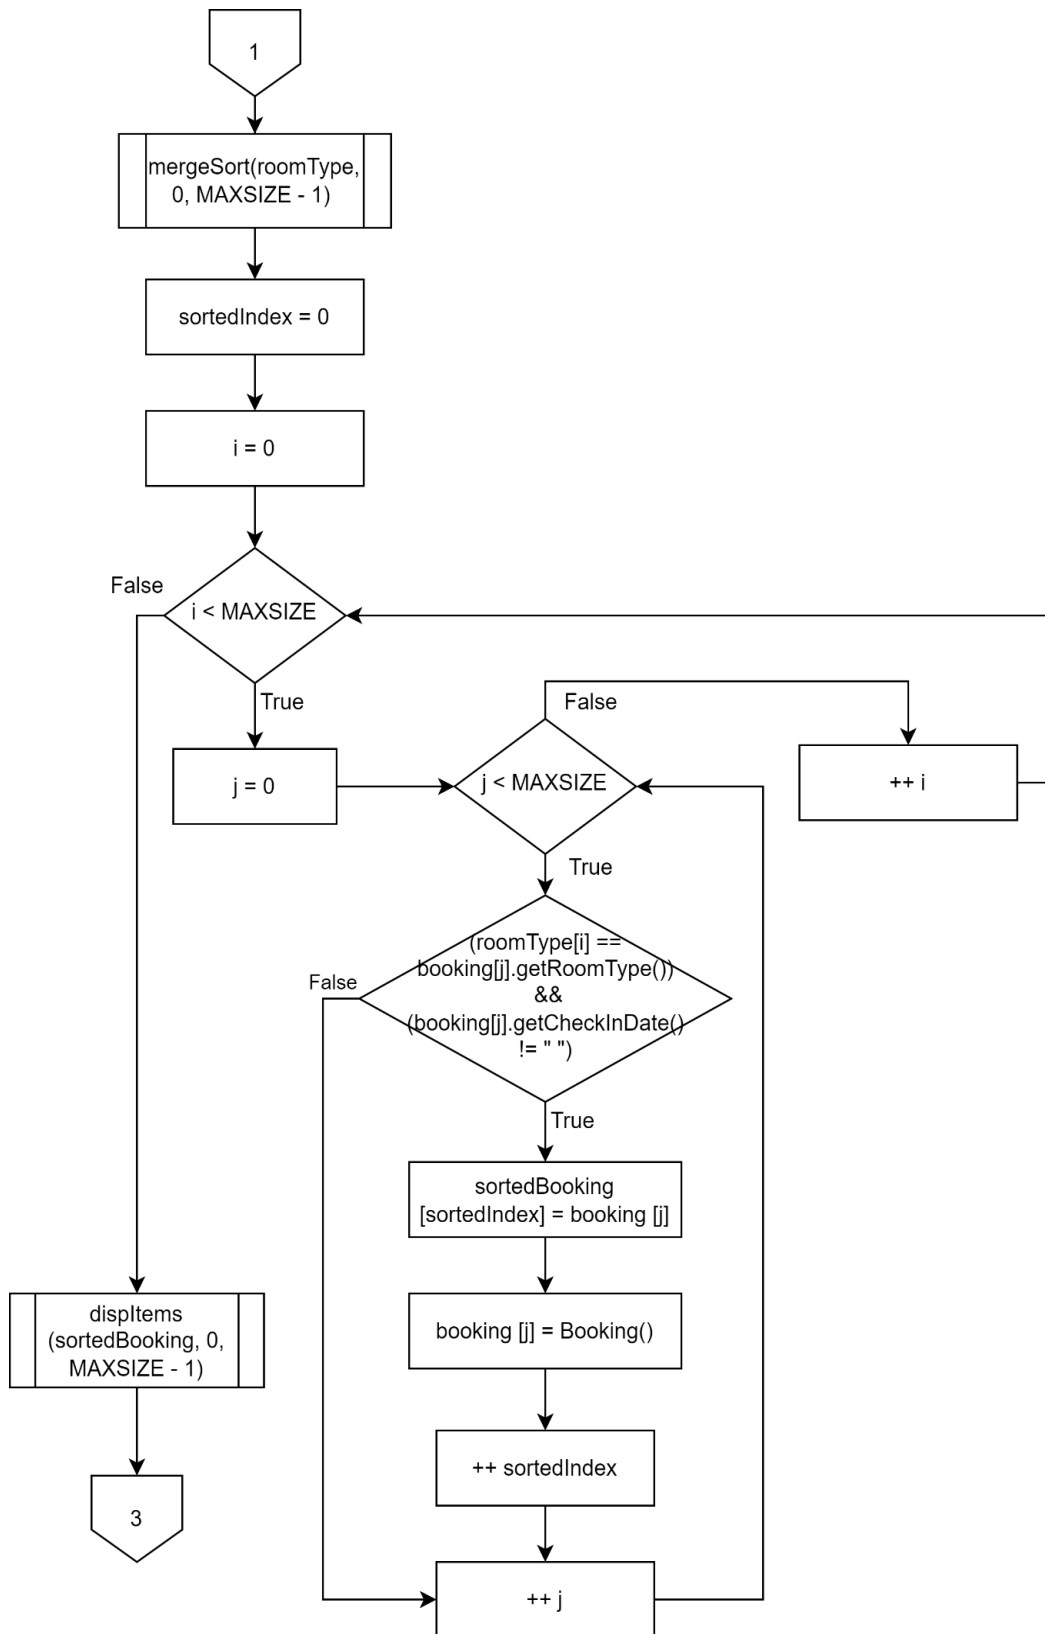 1
mergeSort(roomType,
0, MAXSIZE - 1)
sortedIndex = 0
i = 0
False
i < MAXSIZE
True
False
j = 0
j < MAXSIZE
++ i
True
(roomType[i] ==
booking[j].getRoomType())
&&
(booking[j].getCheckInDate()
!= " ")
False
True
sortedBooking
[sortedIndex] = booking [j]
dispItems
(sortedBooking, 0,
MAXSIZE - 1)
booking [j] = Booking()
++ sortedIndex
3
++ j